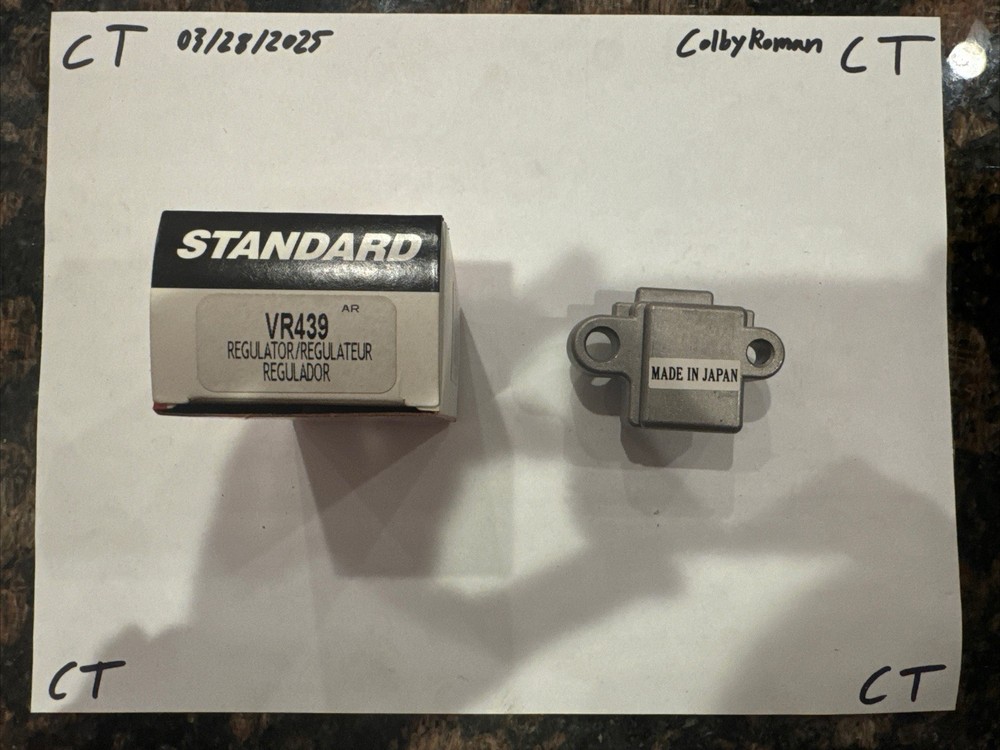 CT 03/28/2025 ColbyRoman CT
STANDARD
AR
VR439
REGULATOR/REGULATEUR
REGULADOR
MADE IN JAPAN
CT CT